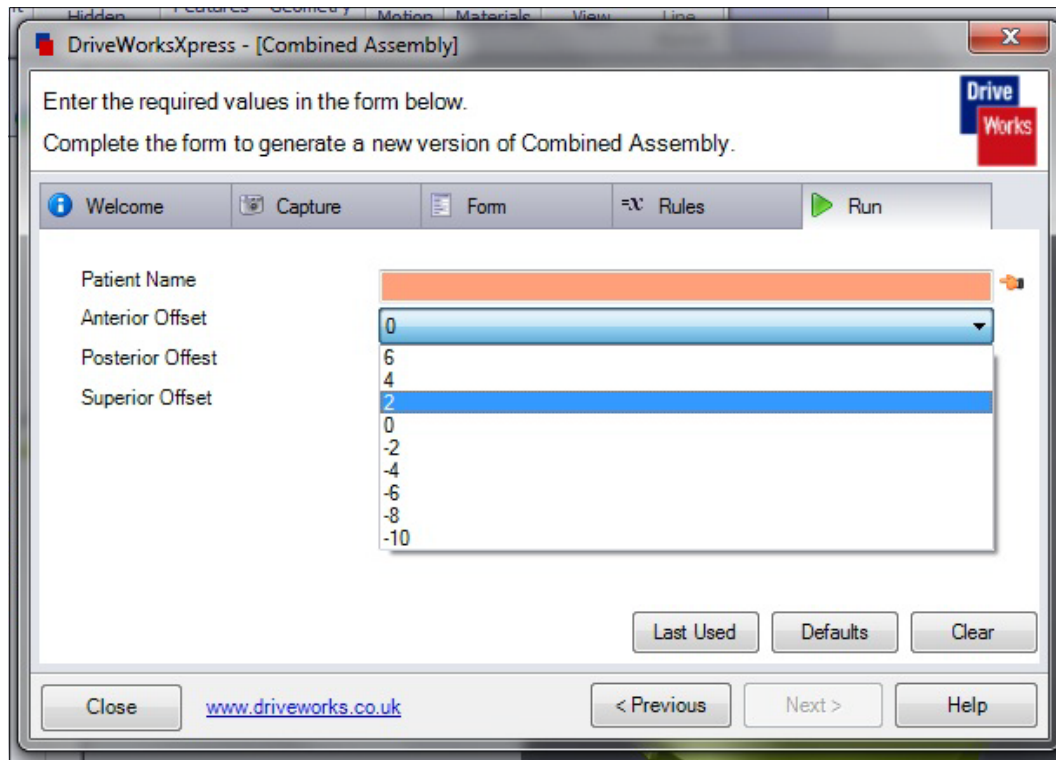 Hidden Features Geometry Motion Materials View Line
DriveWorksXpress - [Combined Assembly]
X
Enter the required values in the form below.
Complete the form to generate a new version of Combined Assembly.
Drive
Works
Welcome Capture Form =x Rules Run
Patient Name
Anterior Offset 0
Posterior Offest
Superior Offset
6
4
2
0
-2
-4
-6
-8
-10
Last Used Defaults Clear
Close www.driveworks.co.uk < Previous Next > Help